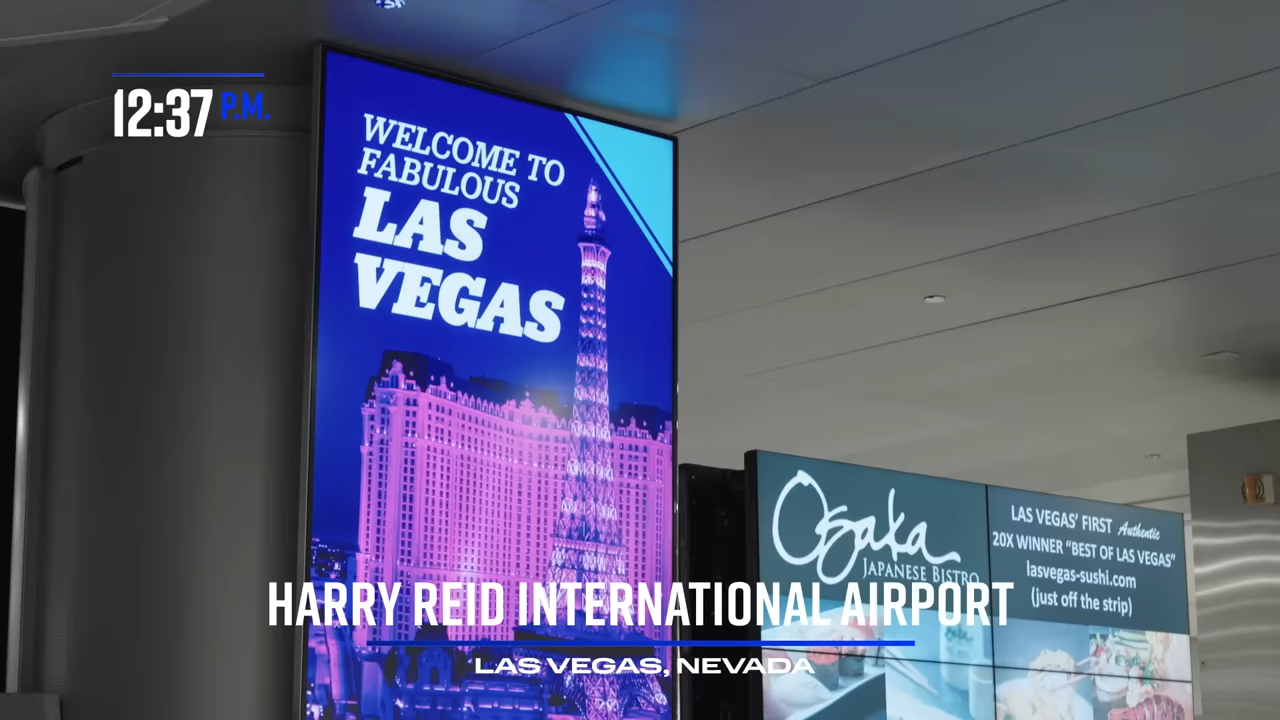 12:37 P.M.
WELCOME TO
FABULOUS
LAS
VEGAS
Osaka
JAPANESE BISTRO
LAS VEGAS' FIRST Authentic
20X WINNER "BEST OF LAS VEGAS"
lasvegas-sushi.com
(just off the strip)
HARRY REID INTERNATIONAL AIRPORT
LAS VEGAS, NEVADA